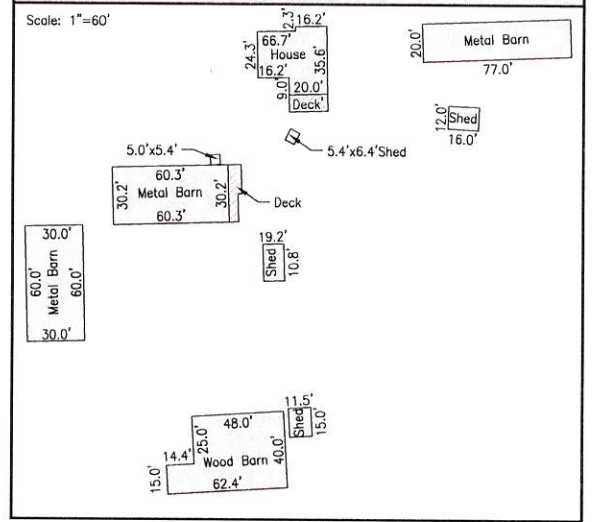 Scale: 1"=60'
2.3'
16.2'
66.7'
House
24.3'
35.6'
16.2'
9.0'
20.0'
Deck
20.0'
Metal Barn
77.0'
12.0'
Shed
16.0'
5.4'x6.4'Shed
5.0'x5.4'
60.3'
30.2'
Metal Barn
30.2'
60.3'
Deck
30.0'
60.0'
Metal Barn
60.0'
30.0'
19.2'
Shed
10.8'
11.5'
Shed
15.0'
48.0'
25.0'
40.0'
14.4'
Wood Barn
15.0'
62.4'